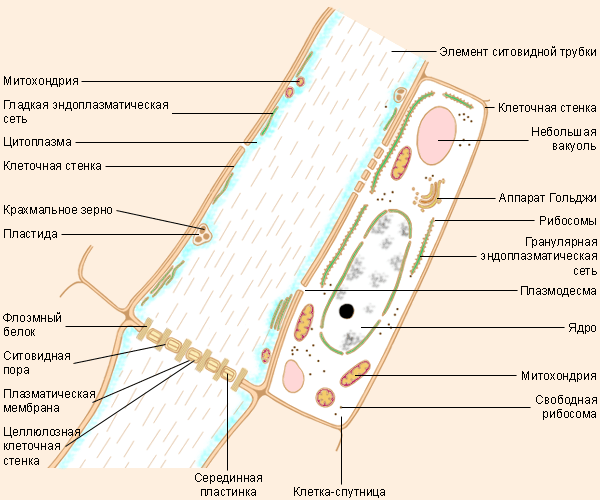 Элемент ситовидной трубки
Митохондрия
Гладкая эндоплазматическая
сеть
Цитоплазма
Клеточная стенка
Крахмальное зерно
Пластида
Флоэмный
белок
Ситовидная
пора
Плазматическая
мембрана
Целлюлозная
клеточная
стенка
Серединная
пластинка
Клетка-спутница
Клеточная стенка
Небольшая
вакуоль
Аппарат Гольджи
Рибосомы
Гранулярная
эндоплазматическая
сеть
Плазмодесма
Ядро
Митохондрия
Свободная
рибосома